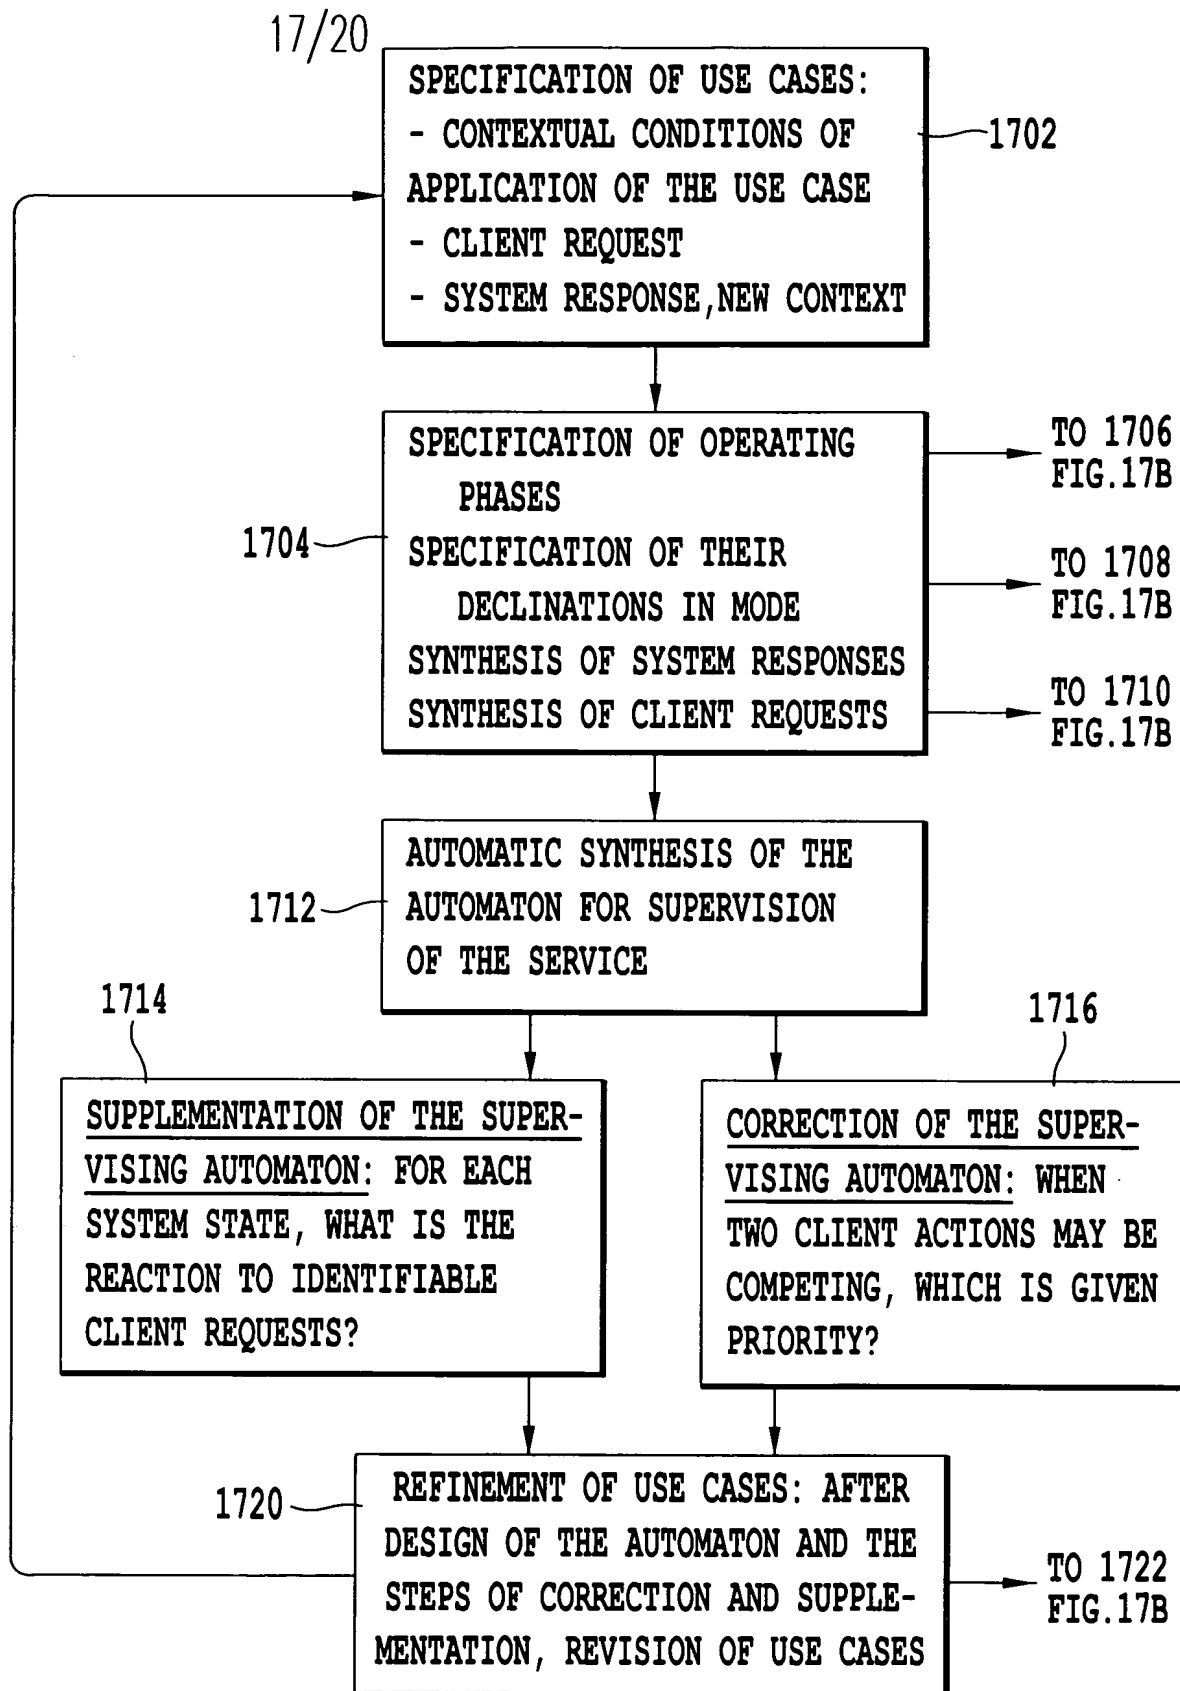 17/20
SPECIFICATION OF USE CASES:
- CONTEXTUAL CONDITIONS OF
APPLICATION OF THE USE CASE
- CLIENT REQUEST
- SYSTEM RESPONSE,NEW CONTEXT
1702
SPECIFICATION OF OPERATING
PHASES
SPECIFICATION OF THEIR
DECLINATIONS IN MODE
SYNTHESIS OF SYSTEM RESPONSES
SYNTHESIS OF CLIENT REQUESTS
1704
TO 1706
FIG.17B
TO 1708
FIG.17B
TO 1710
FIG.17B
AUTOMATIC SYNTHESIS OF THE
AUTOMATON FOR SUPERVISION
OF THE SERVICE
1712
1714
SUPPLEMENTATION OF THE SUPER-
VISING AUTOMATON: FOR EACH
SYSTEM STATE, WHAT IS THE
REACTION TO IDENTIFIABLE
CLIENT REQUESTS?
1716
CORRECTION OF THE SUPER-
VISING AUTOMATON: WHEN
TWO CLIENT ACTIONS MAY BE
COMPETING, WHICH IS GIVEN
PRIORITY?
1720
REFINEMENT OF USE CASES: AFTER
DESIGN OF THE AUTOMATON AND THE
STEPS OF CORRECTION AND SUPPLE-
MENTATION, REVISION OF USE CASES
TO 1722
FIG.17B